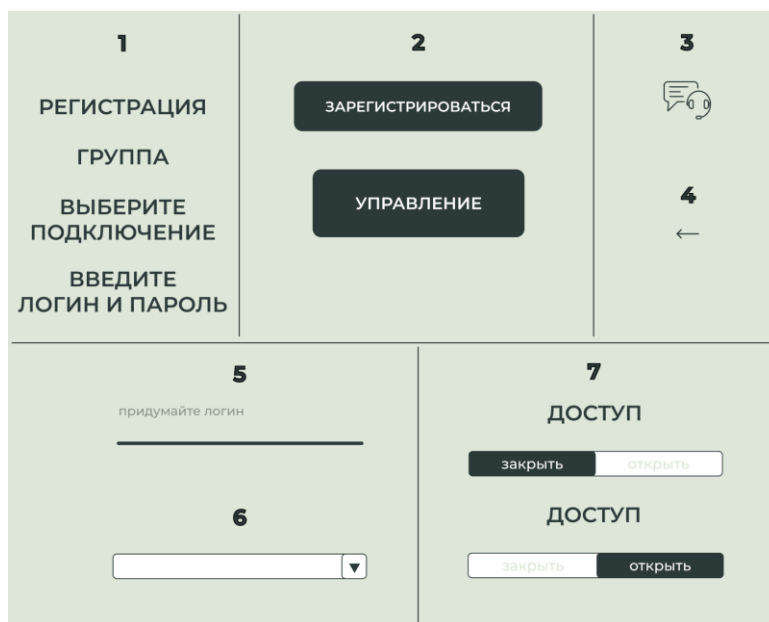 1
РЕГИСТРАЦИЯ
ГРУППА
ВЫБЕРИТЕ
ПОДКЛЮЧЕНИЕ
ВВЕДИТЕ
ЛОГИН И ПАРОЛЬ
2
ЗАРЕГИСТРИРОВАТЬСЯ
УПРАВЛЕНИЕ
3
4
5
придумайте логин
6
7
ДОСТУП
закрыть открыть
ДОСТУП
закрыть открыть